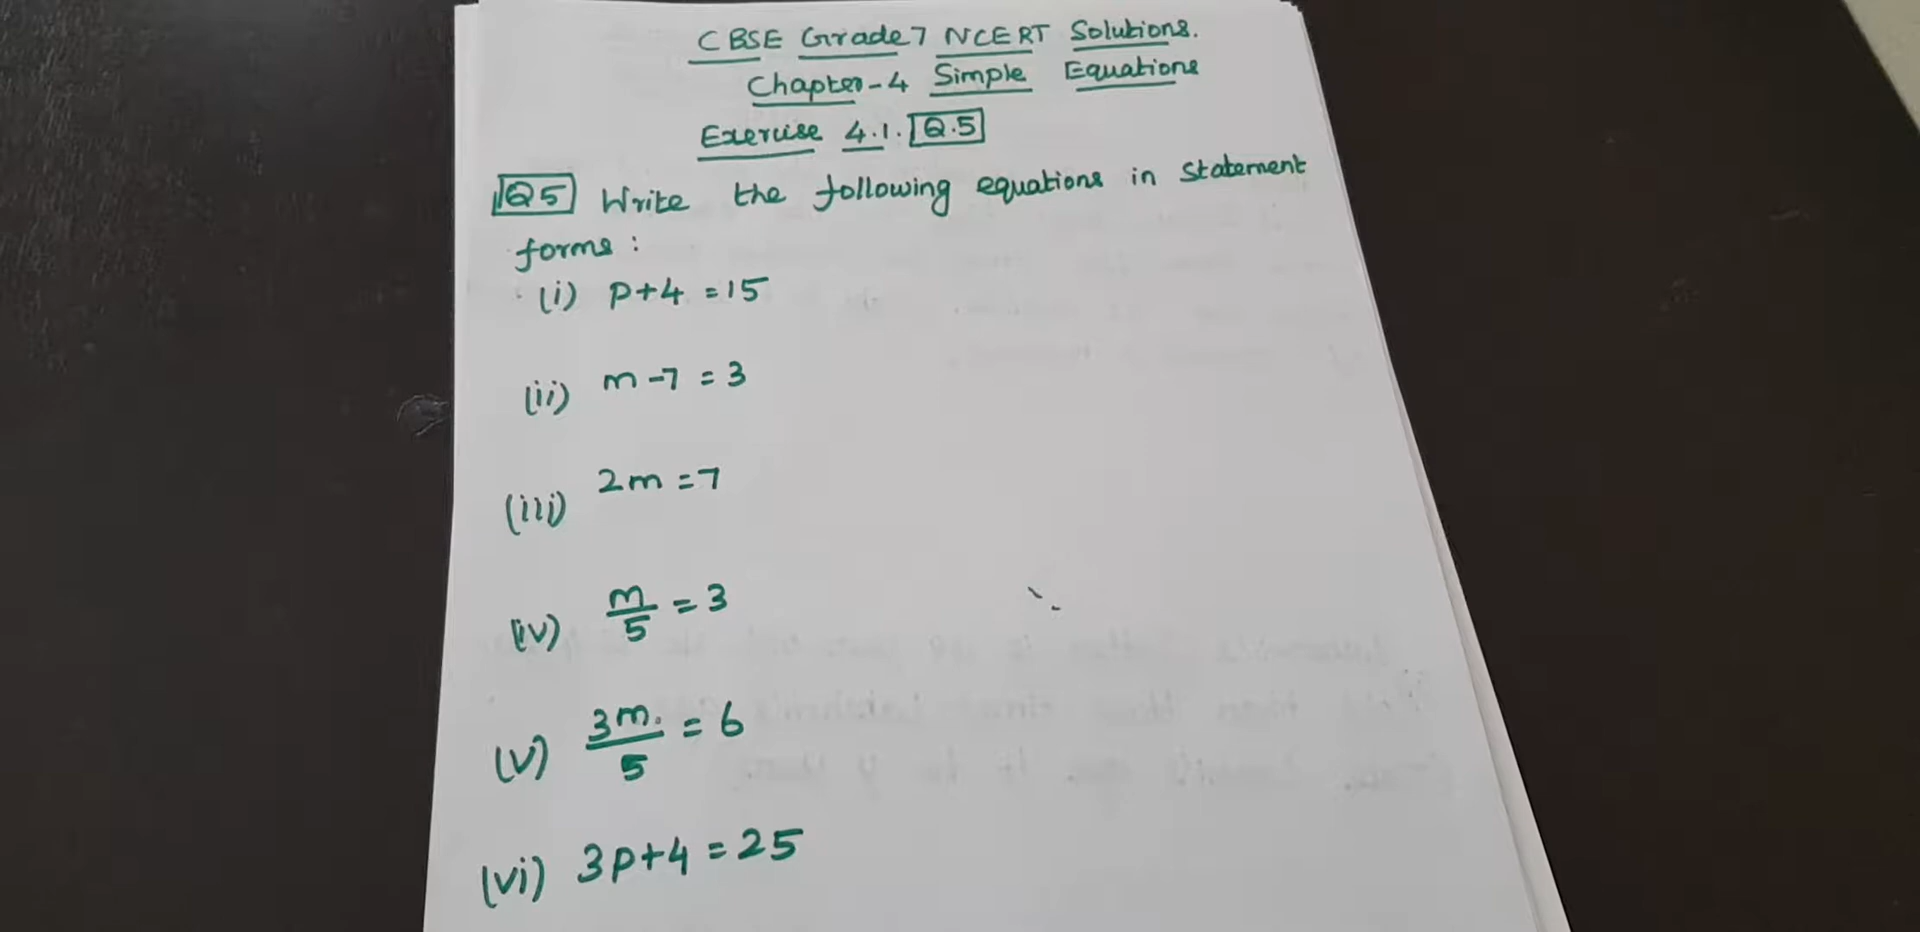 CBSE Grade 7 NCERT Solutions.
Chapter-4 Simple Equations
Exercise 4.1. Q.5
Q5 Write the following equations in statement
forms:
(i) p+4 = 15
(ii) m-7 = 3
(iii) 2m = 7
(iv) m/5 = 3
(v) 3m/5 = 6
(vi) 3p+4 = 25